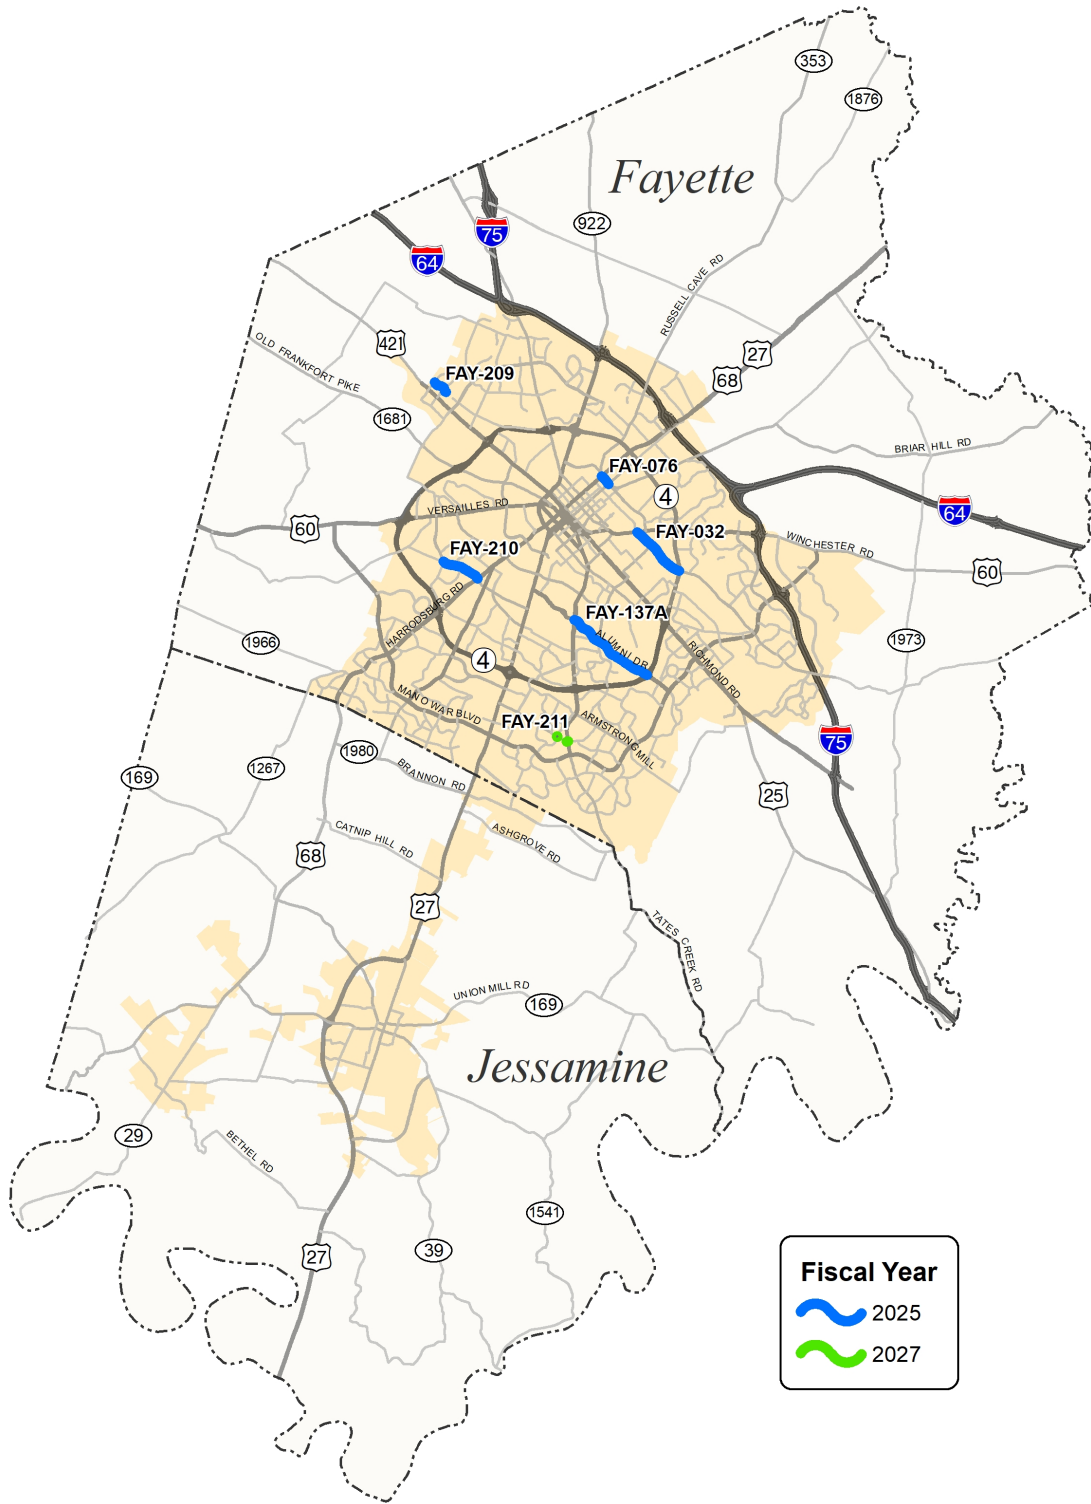 353
1876
Fayette
922
75
64
RUSSELL CAVE RD
421
OLD FRANKFORT PIKE
27
68
FAY-209
1681
BRIAR HILL RD
FAY-076
4
VERSAILLES RD
64
60
FAY-032
WINCHESTER RD
FAY-210
60
HARRODSBURG RD
FAY-137A
1966
ALUMNI DR
1973
4
RICHMOND RD
MAN O WAR BLVD
FAY-211
ARMSTRONG MILL
75
1980
1267
169
BRANNON RD
25
CATNIP HILL RD
ASHGROVE RD
68
27
TATES CREEK RD
UNION MILL RD
169
Jessamine
29
BETHEL RD
1541
39
27
Fiscal Year
2025
2027